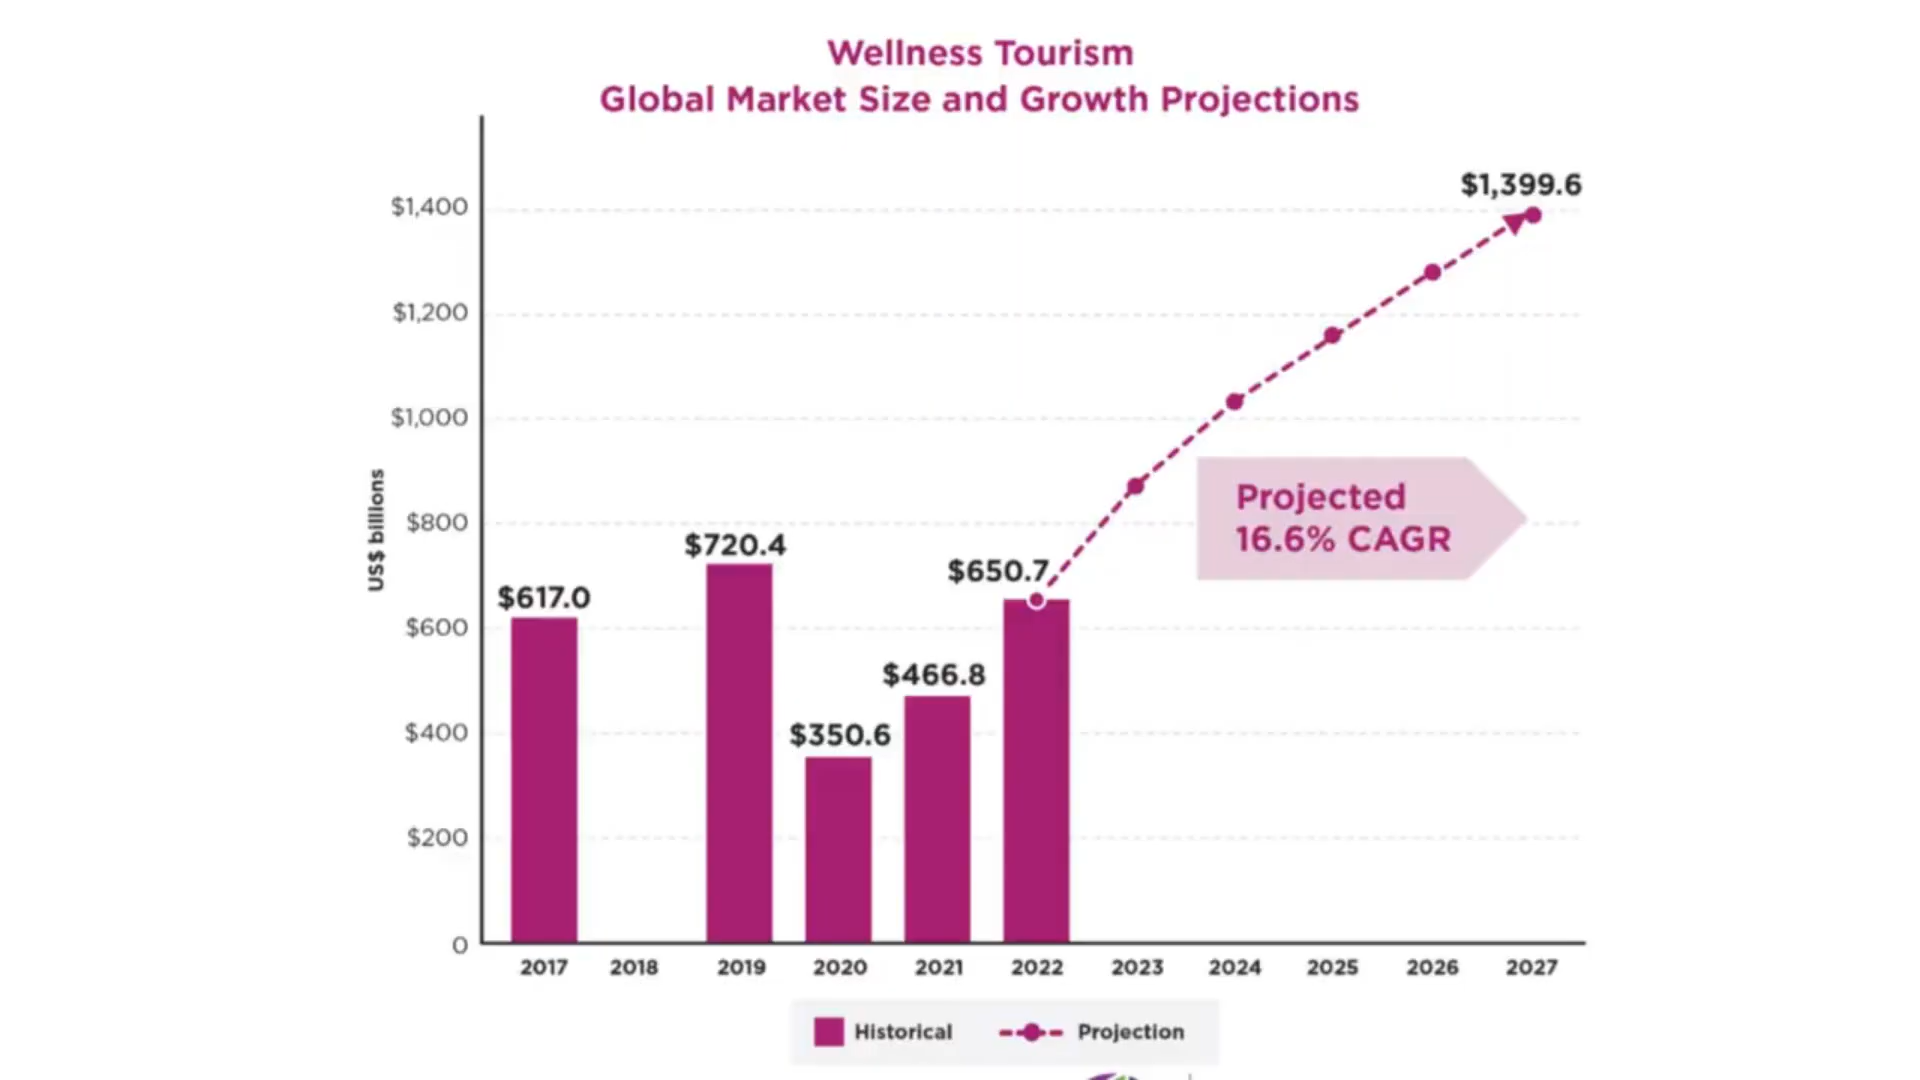 Wellness Tourism
Global Market Size and Growth Projections
US$ billions
$1,400
$1,200
$1,000
$800
$600
$400
$200
0
$617.0
$720.4
$350.6
$466.8
$650.7
$1,399.6
Projected
16.6% CAGR
2017 2018 2019 2020 2021 2022 2023 2024 2025 2026 2027
Historical Projection